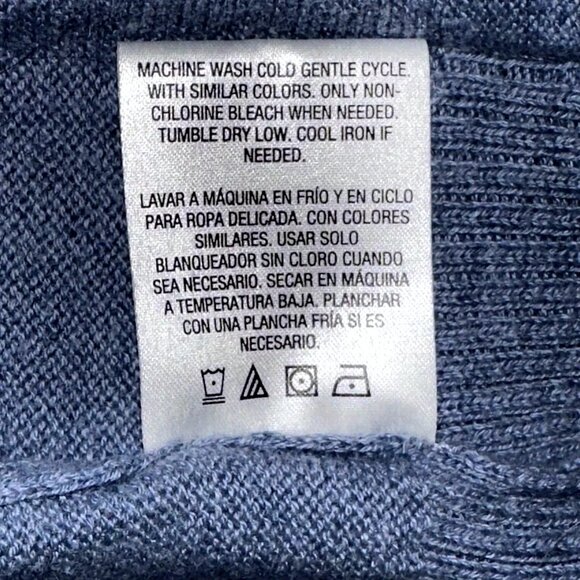 MACHINE WASH COLD GENTLE CYCLE.
WITH SIMILAR COLORS. ONLY NON-
CHLORINE BLEACH WHEN NEEDED.
TUMBLE DRY LOW. COOL IRON IF
NEEDED.
LAVAR A MÁQUINA EN FRÍO Y EN CICLO
PARA ROPA DELICADA. CON COLORES
SIMILARES. USAR SOLO
BLANQUEADOR SIN CLORO CUANDO
SEA NECESARIO. SECAR EN MÁQUINA
A TEMPERATURA BAJA. PLANCHAR
CON UNA PLANCHA FRÍA SI ES
NECESARIO.